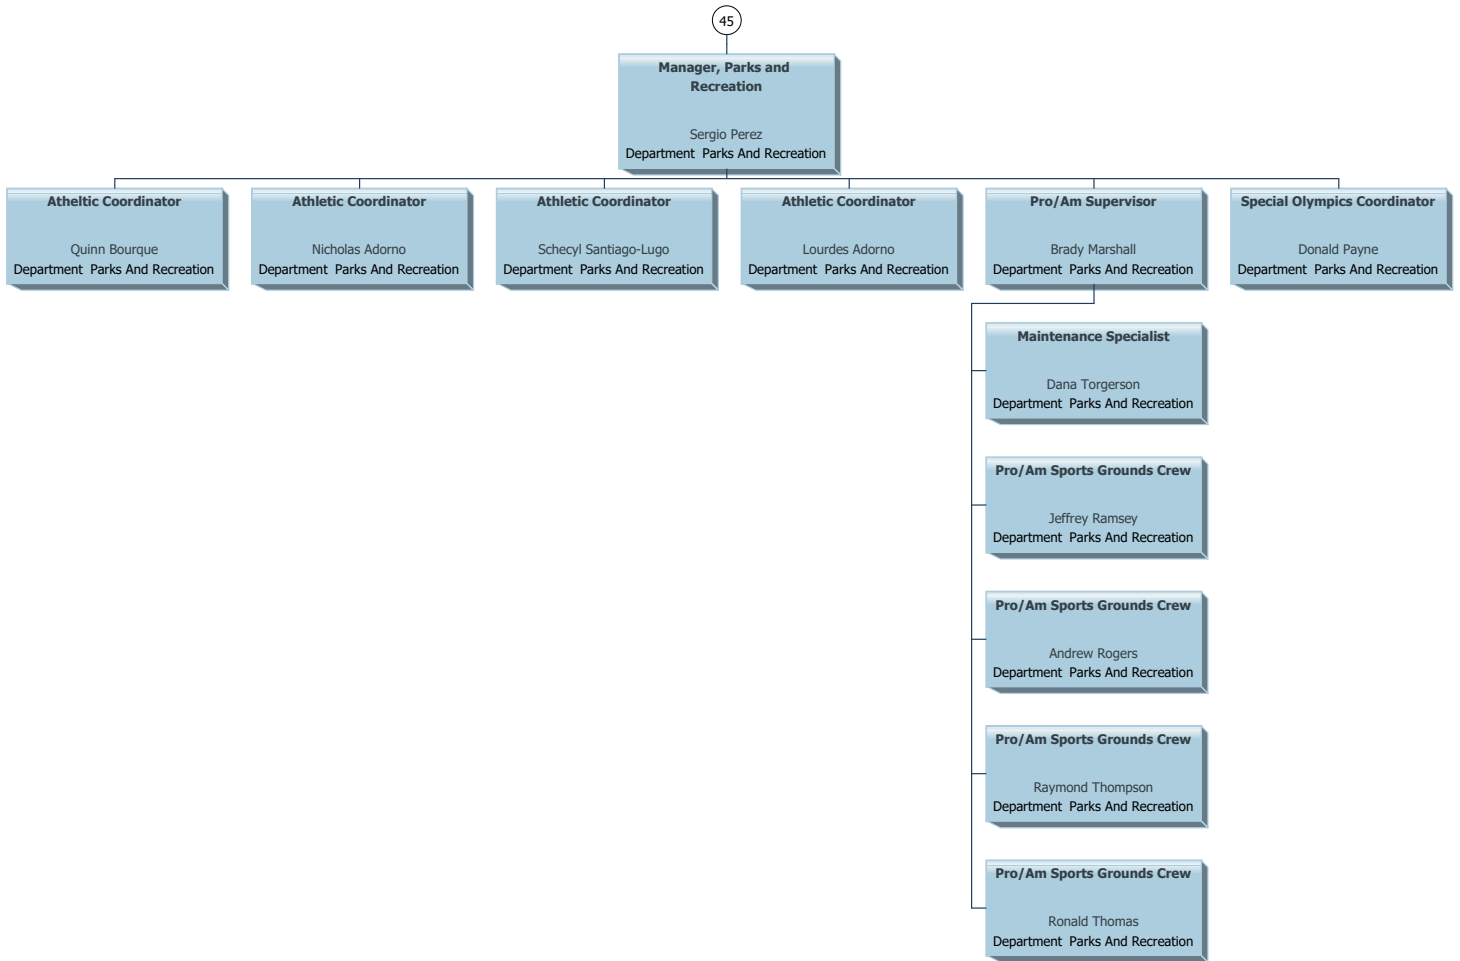 45
Manager, Parks and
Recreation
Sergio Perez
Department  Parks And Recreation
Atheltic Coordinator
Quinn Bourque
Department  Parks And Recreation
Athletic Coordinator
Nicholas Adorno
Department  Parks And Recreation
Athletic Coordinator
Schecyl Santiago-Lugo
Department  Parks And Recreation
Athletic Coordinator
Lourdes Adorno
Department  Parks And Recreation
Pro/Am Supervisor
Brady Marshall
Department  Parks And Recreation
Special Olympics Coordinator
Donald Payne
Department  Parks And Recreation
Maintenance Specialist
Dana Torgerson
Department  Parks And Recreation
Pro/Am Sports Grounds Crew
Jeffrey Ramsey
Department  Parks And Recreation
Pro/Am Sports Grounds Crew
Andrew Rogers
Department  Parks And Recreation
Pro/Am Sports Grounds Crew
Raymond Thompson
Department  Parks And Recreation
Pro/Am Sports Grounds Crew
Ronald Thomas
Department  Parks And Recreation